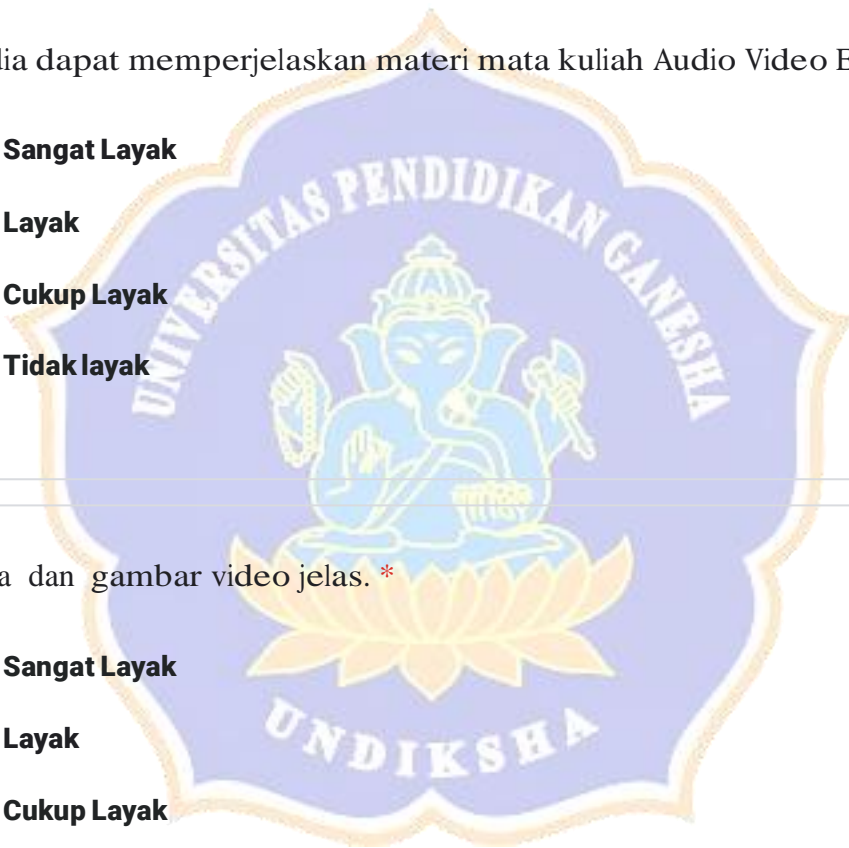 dia dapat memperjelaskan materi mata kuliah Audio Video E
Sangat Layak
UNIVERSITAS PENDIDIKAN GANESHA
Layak
Cukup Layak
Tidak layak
a dan gambar video jelas. *
Sangat Layak
UNDIKSHA
Layak
Cukup Layak